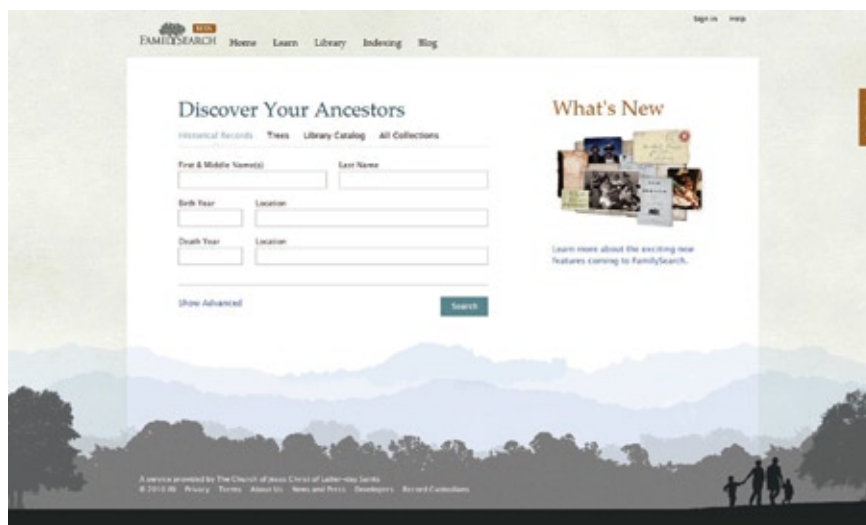 Sign in Help
BETA
FAMILYSEARCH
Home Learn Library Indexing Blog
Discover Your Ancestors
Historical Records Trees Library Catalog All Collections
First & Middle Name(s) Last Name
Birth Year Location
Death Year Location
Show Advanced
Search
What's New
Learn more about the exciting new
features coming to FamilySearch.
A service provided by The Church of Jesus Christ of Latter-day Saints
Privacy Terms About Us News and Press Developers Record Custodians